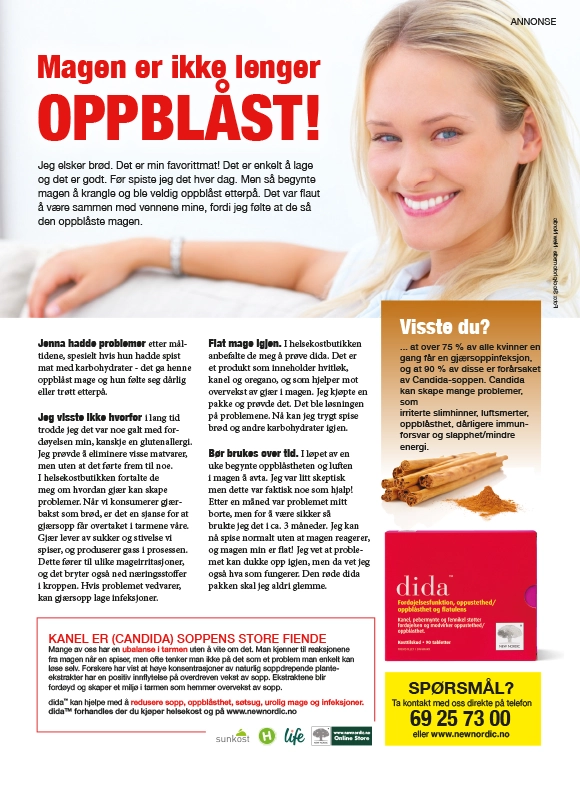 ANNONSE
Magen er ikke lenger
OPPBLÅST!
Jeg elsker brød. Det er min favorittmat! Det er enkelt å lage
og det er godt. Før spiste jeg det hver dag. Men så begynte
magen å krangle og ble veldig oppblåst etterpå. Det var flaut
å være sammen med vennene mine, fordi jeg følte at de så
den oppblåste magen.
Jenna hadde problemer etter mål-
tidene, spesielt hvis hun hadde spist
mat med karbohydrater - det ga henne
oppblåst mage og hun følte seg dårlig
eller trøtt etterpå.
Jeg visste ikke hvorfor i lang tid
trodde jeg det var noe galt med for-
døyelsen min, kanskje en glutenallergi.
Jeg prøvde å eliminere visse matvarer,
men uten at det førte frem til noe.
I helsekostbutikken fortalte de
meg om hvordan gjær kan skape
problemer. Når vi konsumerer gjær-
bakst som brød, er det en sjanse for at
gjærsopp får overtaket i tarmene våre.
Gjær lever av sukker og stivelse vi
spiser, og produserer gass i prosessen.
Dette fører til ulike mageirritasjoner,
og det bryter også ned næringsstoffer
i kroppen. Hvis problemet vedvarer,
kan gjærsopp lage infeksjoner.
Flat mage igjen. I helsekostbutikken
anbefalte de meg å prøve dida. Det er
et produkt som inneholder hvitløk,
kanel og oregano, og som hjelper mot
overvekst av gjær i magen. Jeg kjøpte en
pakke og prøvde det. Det ble løsningen
på problemene. Nå kan jeg trygt spise
brød og andre karbohydrater igjen.
Bør brukes over tid. I løpet av en
uke begynte oppblåstheten og luften
i magen å avta. Jeg var litt skeptisk
men dette var faktisk noe som hjalp!
Etter en måned var problemet mitt
borte, men for å være sikker så
brukte jeg det i ca. 3 måneder. Jeg kan
nå spise normalt uten at magen reagerer,
og magen min er flat! Jeg vet at proble-
met kan dukke opp igjen, men da vet jeg
også hva som fungerer. Den røde dida
pakken skal jeg aldri glemme.
Visste du?
... at over 75 % av alle kvinner en
gang får en gjærsoppinfeksjon,
og at 90 % av disse er forårsaket
av Candida-soppen. Candida
kan skape mange problemer,
som
irriterte slimhinner, luftsmerter,
oppblåsthet, dårligere immun-
forsvar og slapphet/mindre
energi.
dida™
Fordøjelsesfunktion, oppustethed/
oppblåsthet og flatulens
Kanel, pebermynte og fennikel støtter
fordøjelsen og modvirker oppustethed/
oppblåsthet.
Kosttilskud - 90 tabletter
NEW NORDIC
KANEL ER (CANDIDA) SOPPENS STORE FIENDE
Mange av oss har en ubalanse i tarmen uten å vite om det. Man kjenner til reaksjonene
fra magen når en spiser, men ofte tenker man ikke på det som et problem man enkelt kan
løse selv. Forskere har vist at høye konsentrasjoner av naturlig soppdrepende plante-
ekstrakter har en positiv innflytelse på overdreven vekst av sopp. Ekstraktene blir
fordøyd og skaper et miljø i tarmen som hemmer overvekst av sopp.
dida™ kan hjelpe med å redusere sopp, oppblåsthet, søtsug, urolig mage og infeksjoner.
dida™ forhandles der du kjøper helsekost og på www.newnordic.no
sunkost
H
life
www.newnordic.no
Online Store
SPØRSMÅL?
Ta kontakt med oss direkte på telefon
69 25 73 00
eller www.newnordic.no